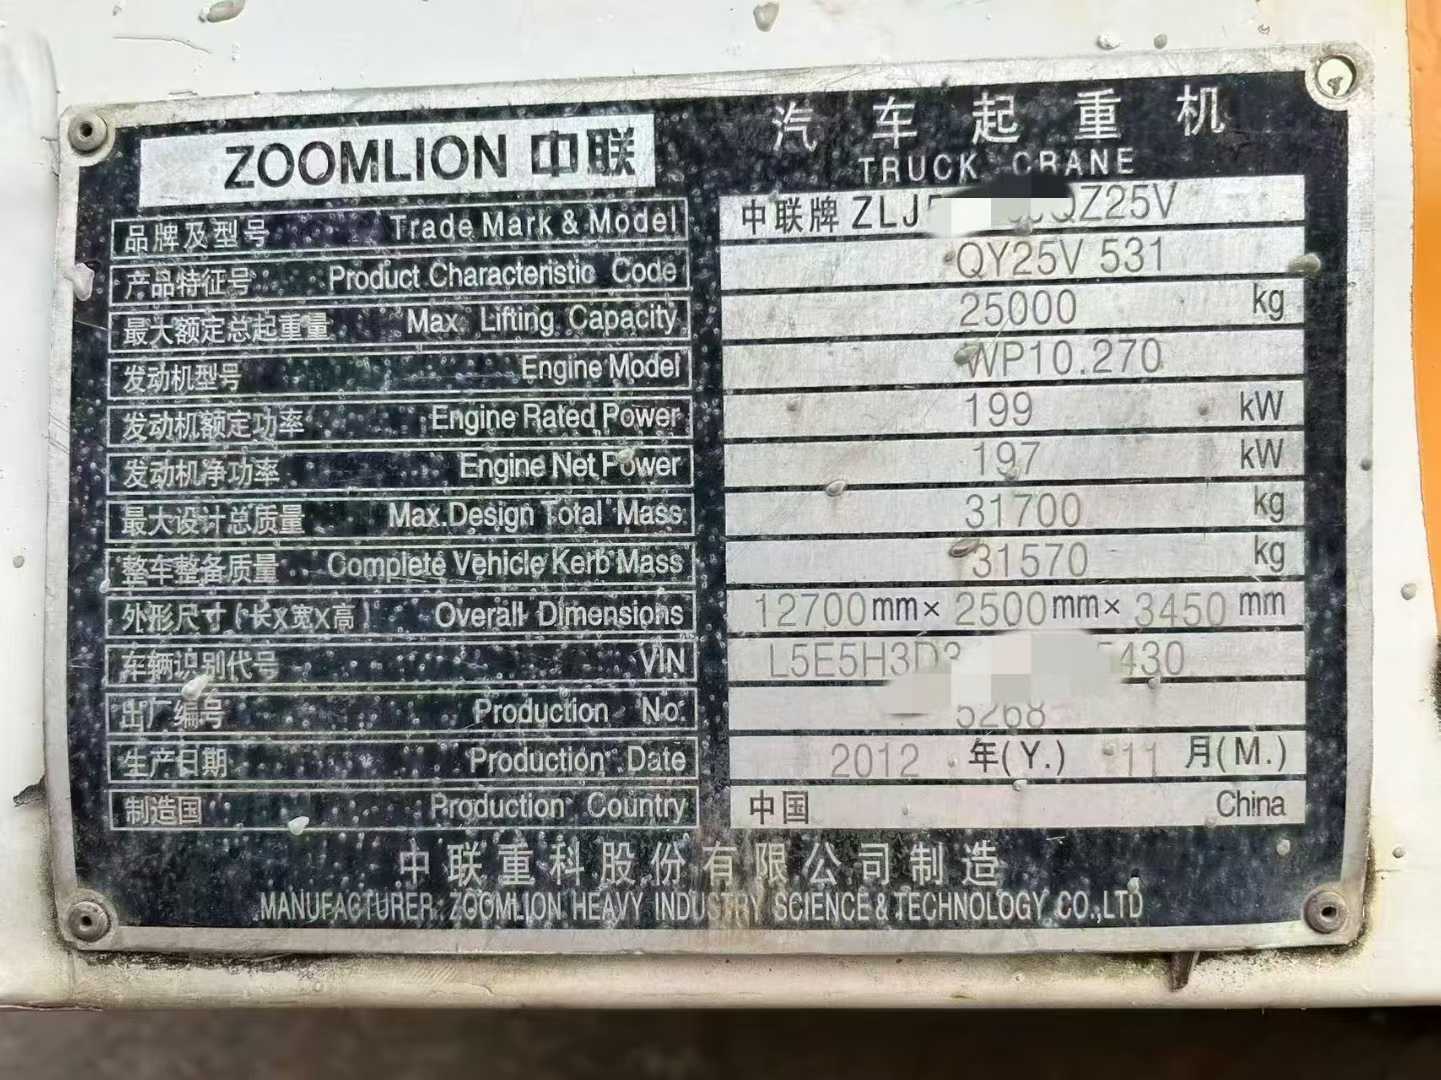 ZOOMLION 中联
汽车起重机
TRUCK CRANE
品牌及型号 Trade Mark & Model 中联牌 ZLJ QZ25V
产品特征号 Product Characteristic Code QY25V 531
最大额定总起重量 Max. Lifting Capacity 25000 kg
发动机型号 Engine Model WP10.270
发动机额定功率 Engine Rated Power 199 kW
发动机净功率 Engine Net Power 197 kW
最大设计总质量 Max.Design Total Mass 31700 kg
整车整备质量 Complete Vehicle Kerb Mass 31570 kg
外形尺寸(长X宽X高) Overall Dimensions 12700mm× 2500mm× 3450 mm
车辆识别代号 VIN L5E5H3D3 5430
出厂编号 Production No. 5268
生产日期 Production Date 2012 年(Y.) 11 月(M.)
制造国 Production Country 中国 China
中联重科股份有限公司制造
MANUFACTURER: ZOOMLION HEAVY INDUSTRY SCIENCE & TECHNOLOGY CO.,LTD